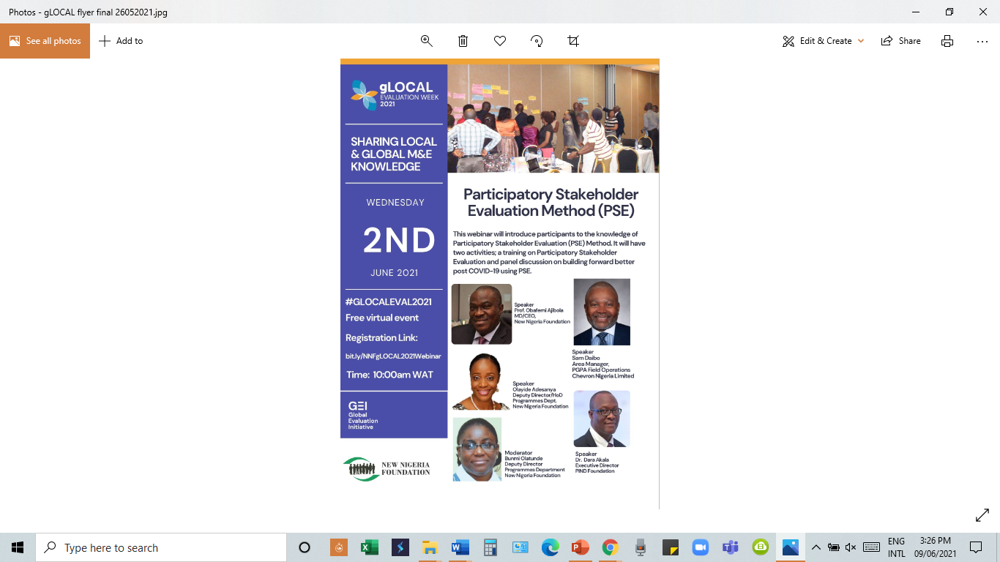 Photos - gLOCAL flyer final 26052021.jpg
See all photos
Add to
Edit & Create
Share
gLOCAL
EVALUATION WEEK
2021
SHARING LOCAL
& GLOBAL M&E
KNOWLEDGE
WEDNESDAY
2ND
JUNE 2021
#GLOCALEVAL2021
Free virtual event
Registration Link:
bit.ly/NNFgLOCAL2021Webinar
Time: 10:00am WAT
GEI
Global
Evaluation
Initiative
NEW NIGERIA
FOUNDATION
Participatory Stakeholder
Evaluation Method (PSE)
This webinar will introduce participants to the knowledge of
Participatory Stakeholder Evaluation (PSE) Method. It will have
two activities; a training on Participatory Stakeholder
Evaluation and panel discussion on building forward better
post COVID-19 using PSE.
Speaker
Prof. Obafemi Ajibola
MD/CEO,
New Nigeria Foundation
Speaker
Sam Daibo
Area Manager,
PGPA Field Operations
Chevron Nigeria Limited
Speaker
Olayide Adesanya
Deputy Director/HoD
Programmes Dept.
New Nigeria Foundation
Speaker
Dr. Dara Akala
Executive Director
PIND Foundation
Moderator
Bunmi Olatunde
Deputy Director
Programmes Department
New Nigeria Foundation
Type here to search
ENG
INTL
3:26 PM
09/06/2021